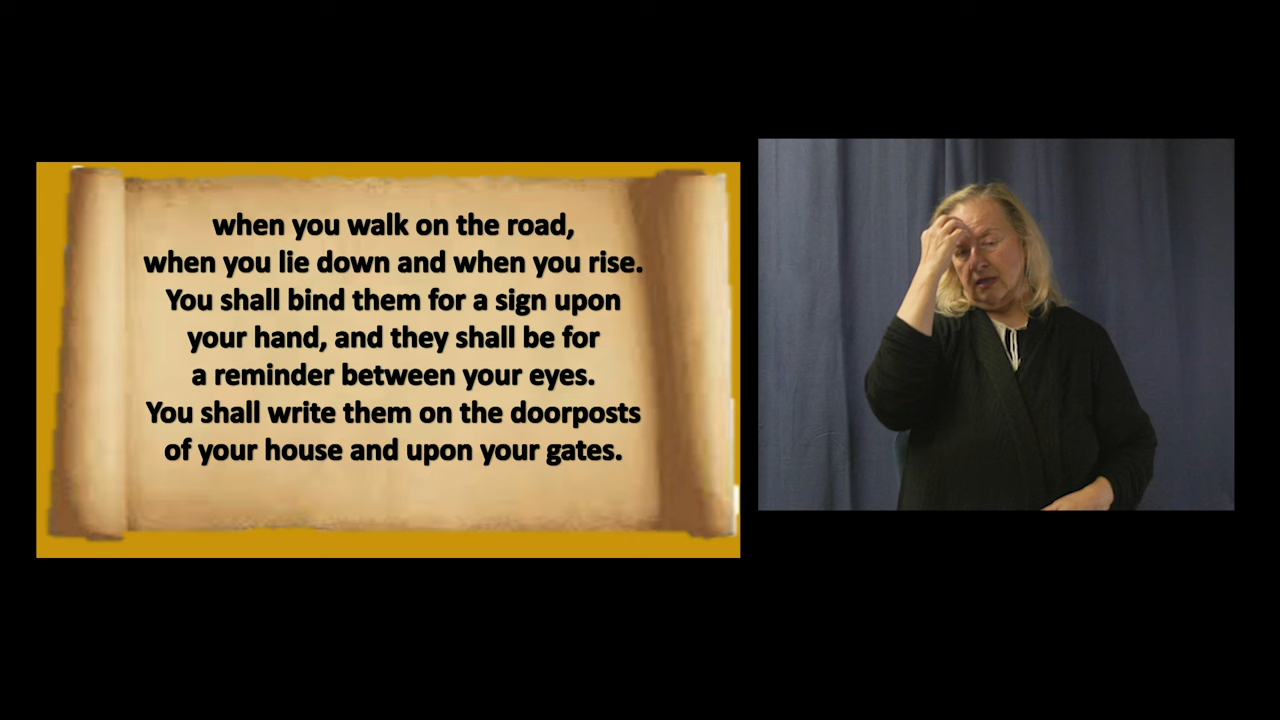 when you walk on the road,
when you lie down and when you rise.
You shall bind them for a sign upon
your hand, and they shall be for
a reminder between your eyes.
You shall write them on the doorposts
of your house and upon your gates.